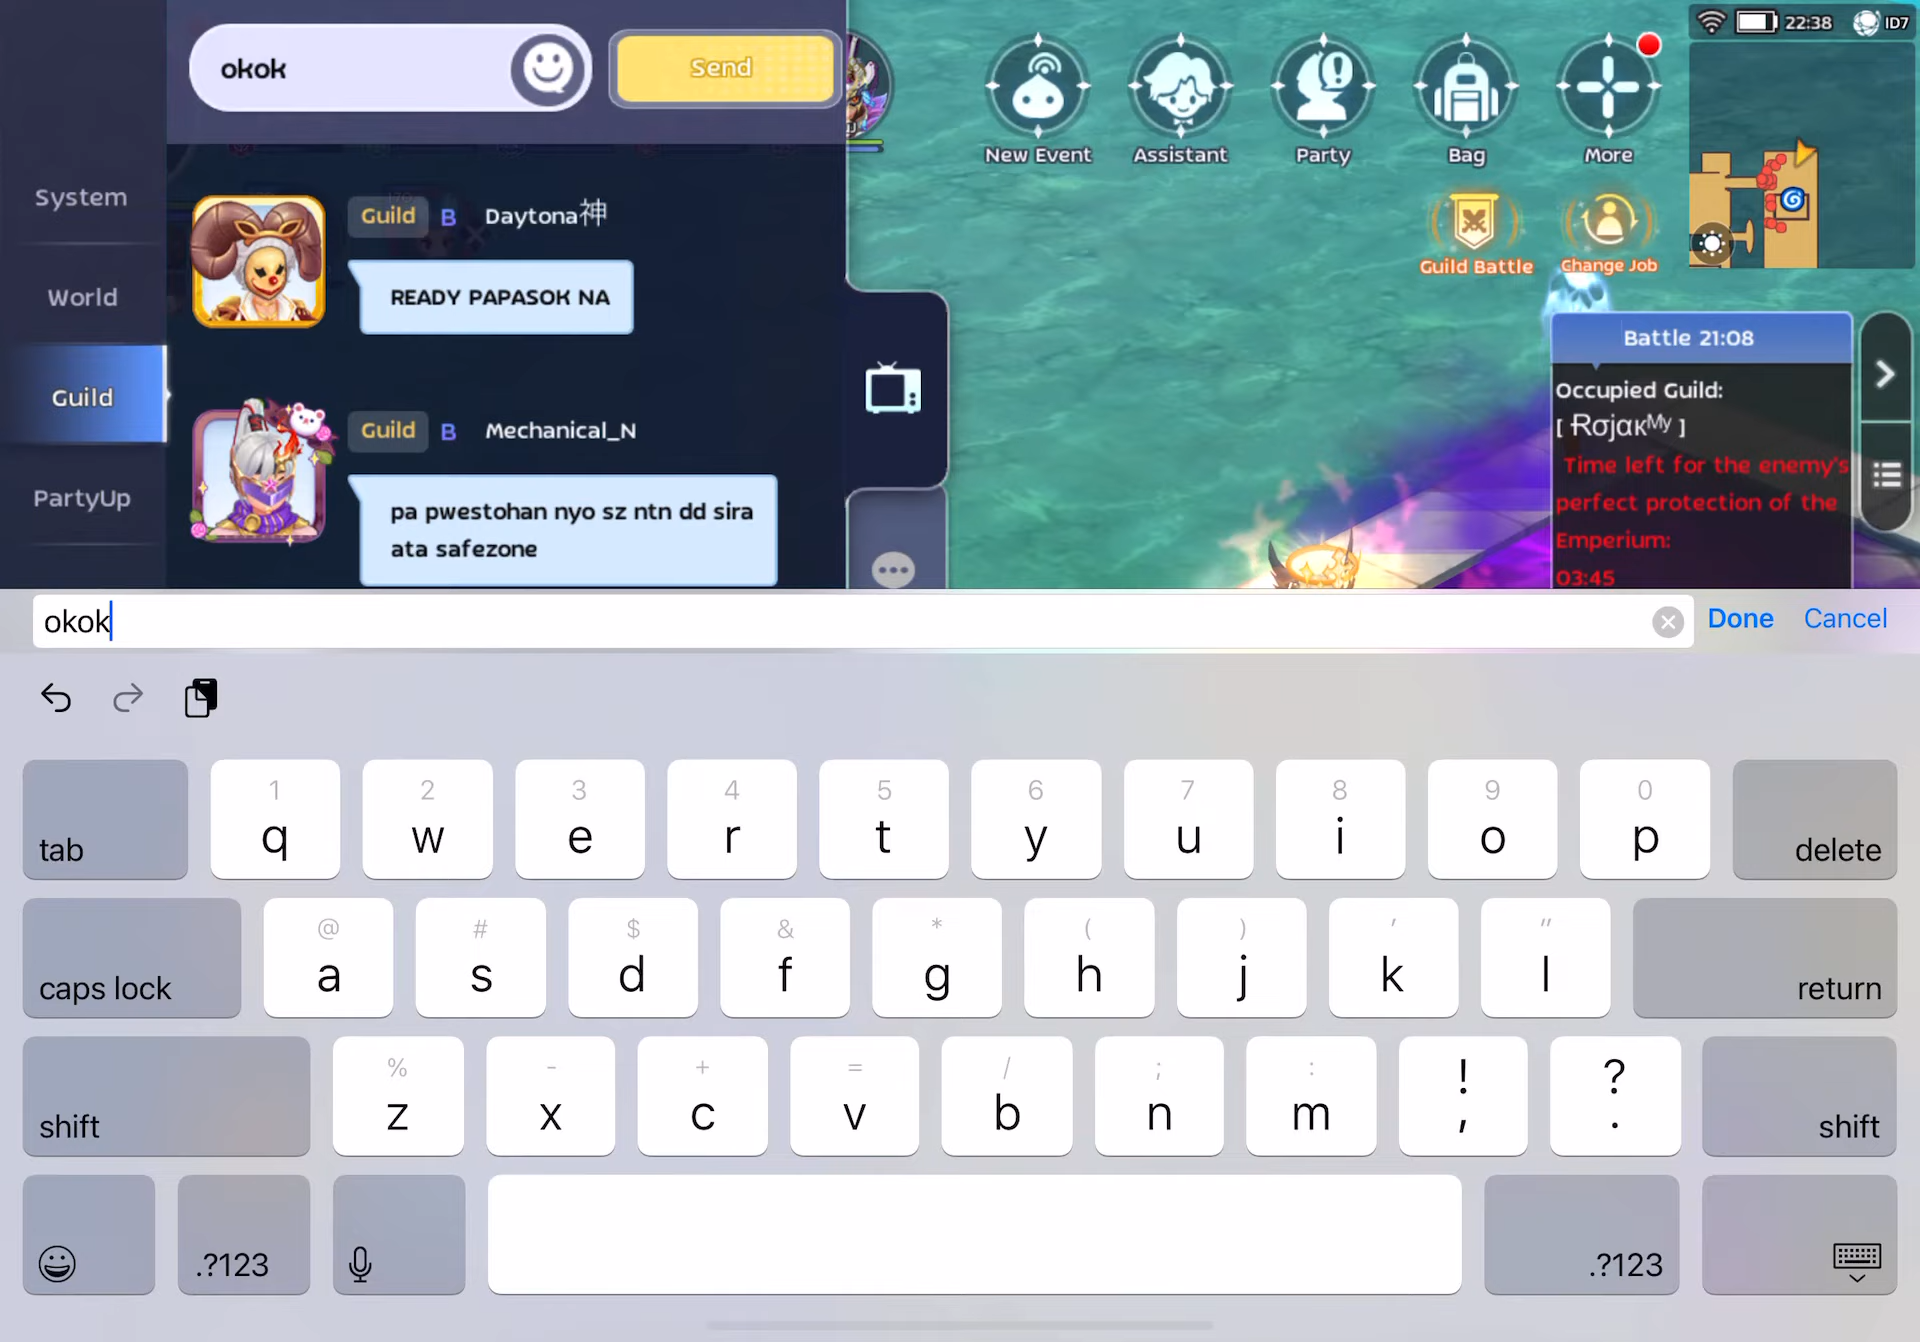 okok
Send
22:38
ID7
New Event
Assistant
Party
Bag
More
System
World
Guild
PartyUp
Guild B Daytona神
READY PAPASOK NA
Guild B Mechanical_N
pa pwestohan nyo sz ntn dd sira
ata safezone
Guild Battle
Change Job
Battle 21:08
Occupied Guild:
[ Ɍσjακᴹʸ ]
Time left for the enemy's
perfect protection of the
Emperium:
03:45
okok
Done
Cancel
1 2 3 4 5 6 7 8 9 0
tab q w e r t y u i o p delete
@ # $ & * ( ) ' "
caps lock a s d f g h j k l return
% - + = / ; : ! ?
shift z x c v b n m , . shift
.?123
.?123